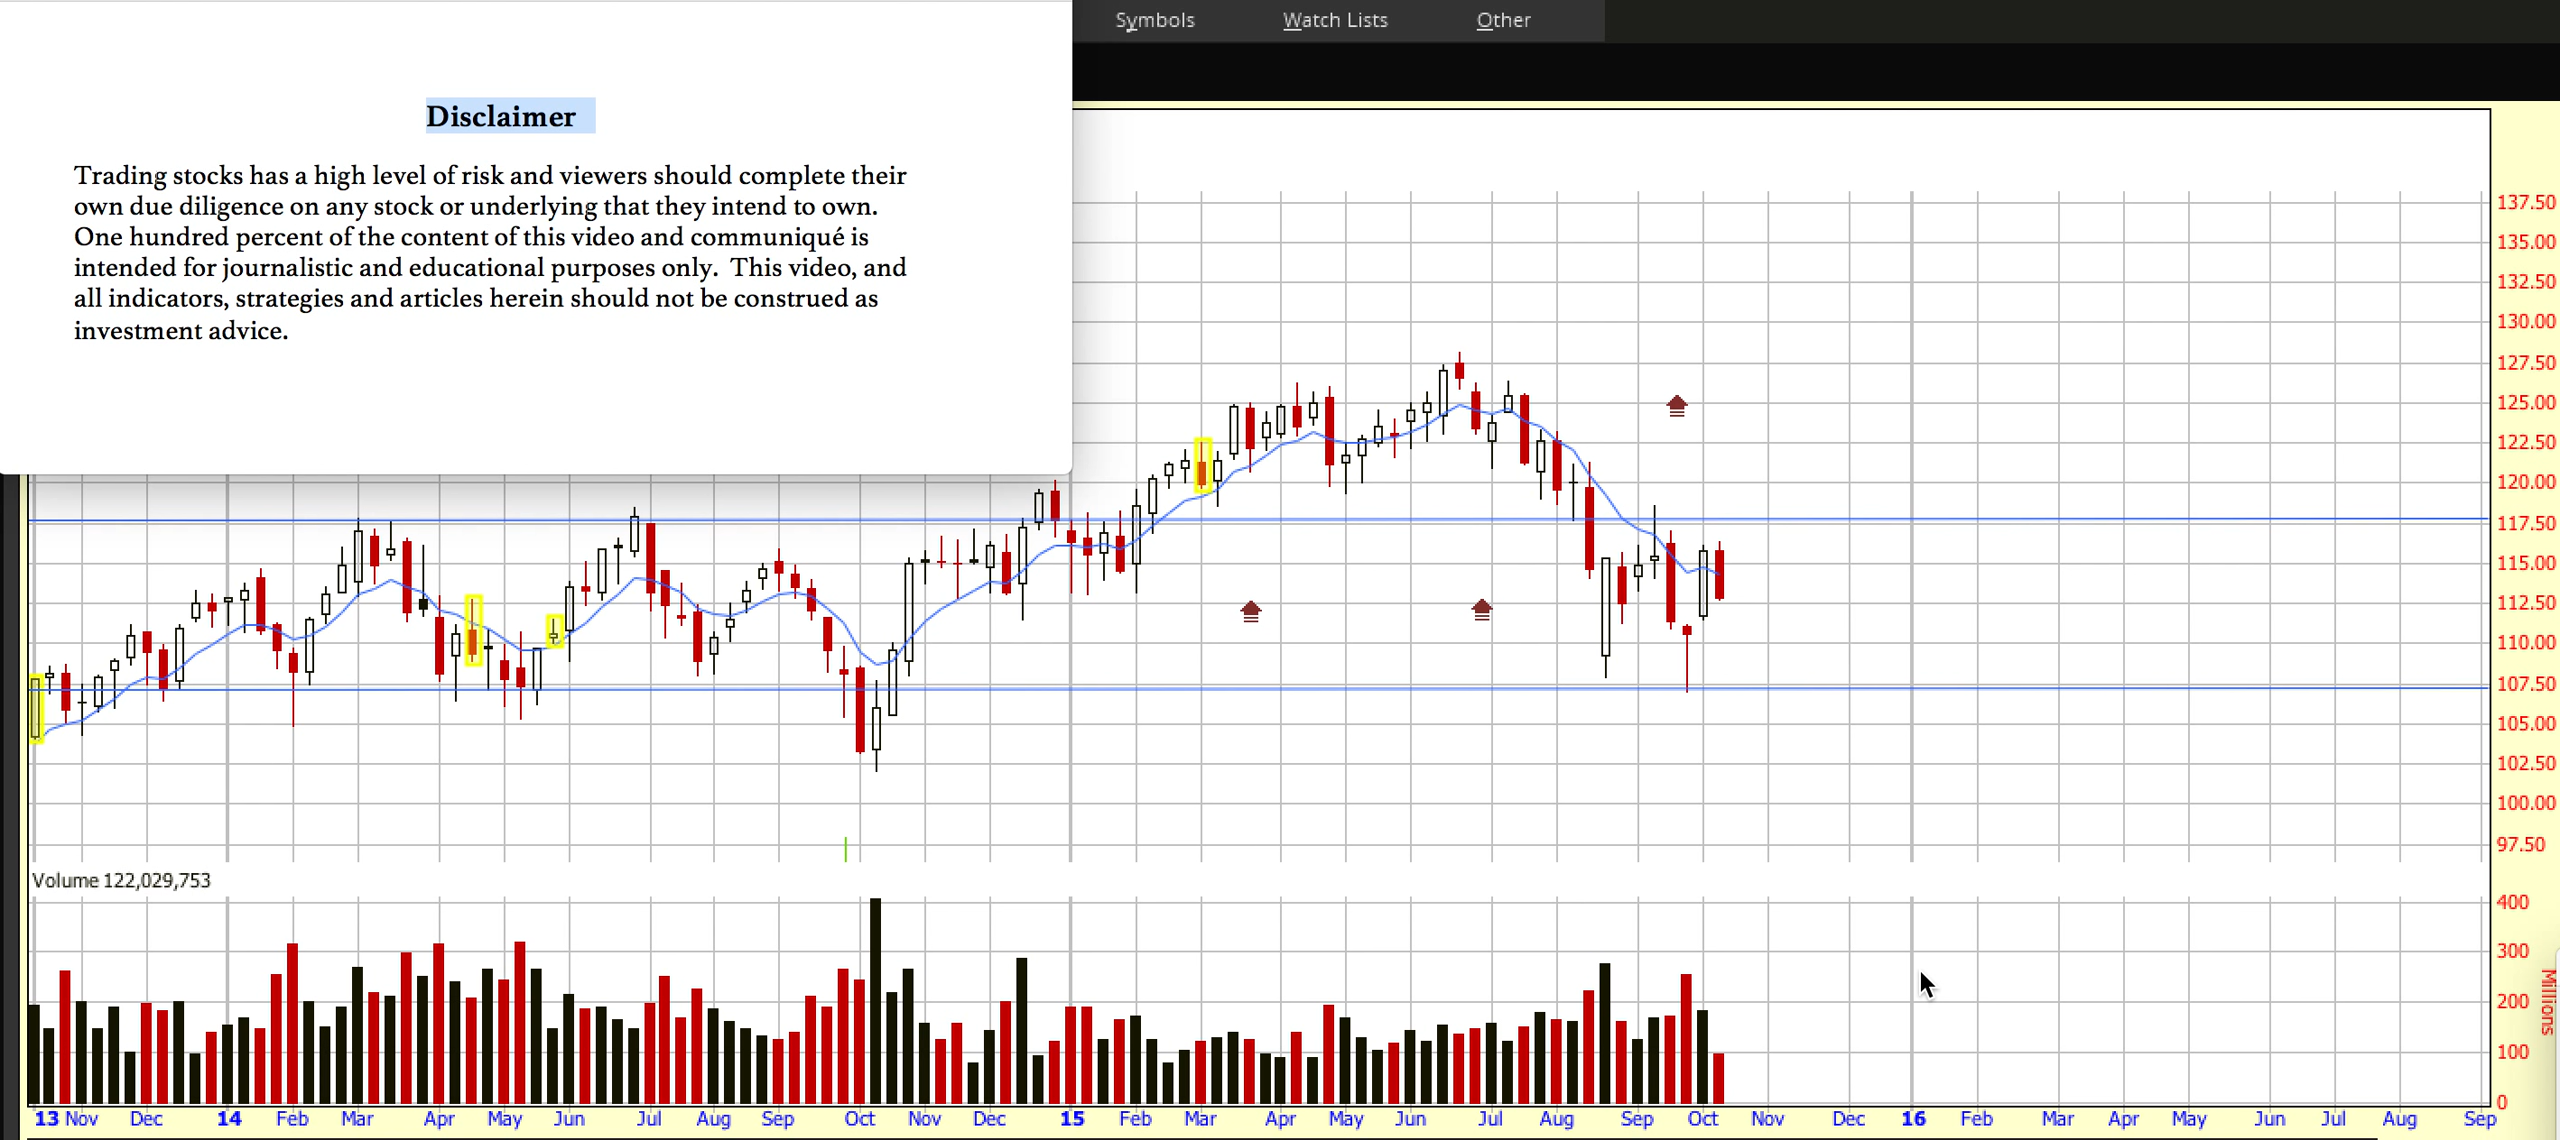 Symbols Watch Lists Other
Disclaimer
Trading stocks has a high level of risk and viewers should complete their
own due diligence on any stock or underlying that they intend to own.
One hundred percent of the content of this video and communiqué is
intended for journalistic and educational purposes only. This video, and
all indicators, strategies and articles herein should not be construed as
investment advice.
137.50
135.00
132.50
130.00
127.50
125.00
122.50
120.00
117.50
115.00
112.50
110.00
107.50
105.00
102.50
100.00
97.50
Volume 122,029,753
400
300
200
100
0
Millions
13 Nov Dec 14 Feb Mar Apr May Jun Jul Aug Sep Oct Nov Dec 15 Feb Mar Apr May Jun Jul Aug Sep Oct Nov Dec 16 Feb Mar Apr May Jun Jul Aug Sep